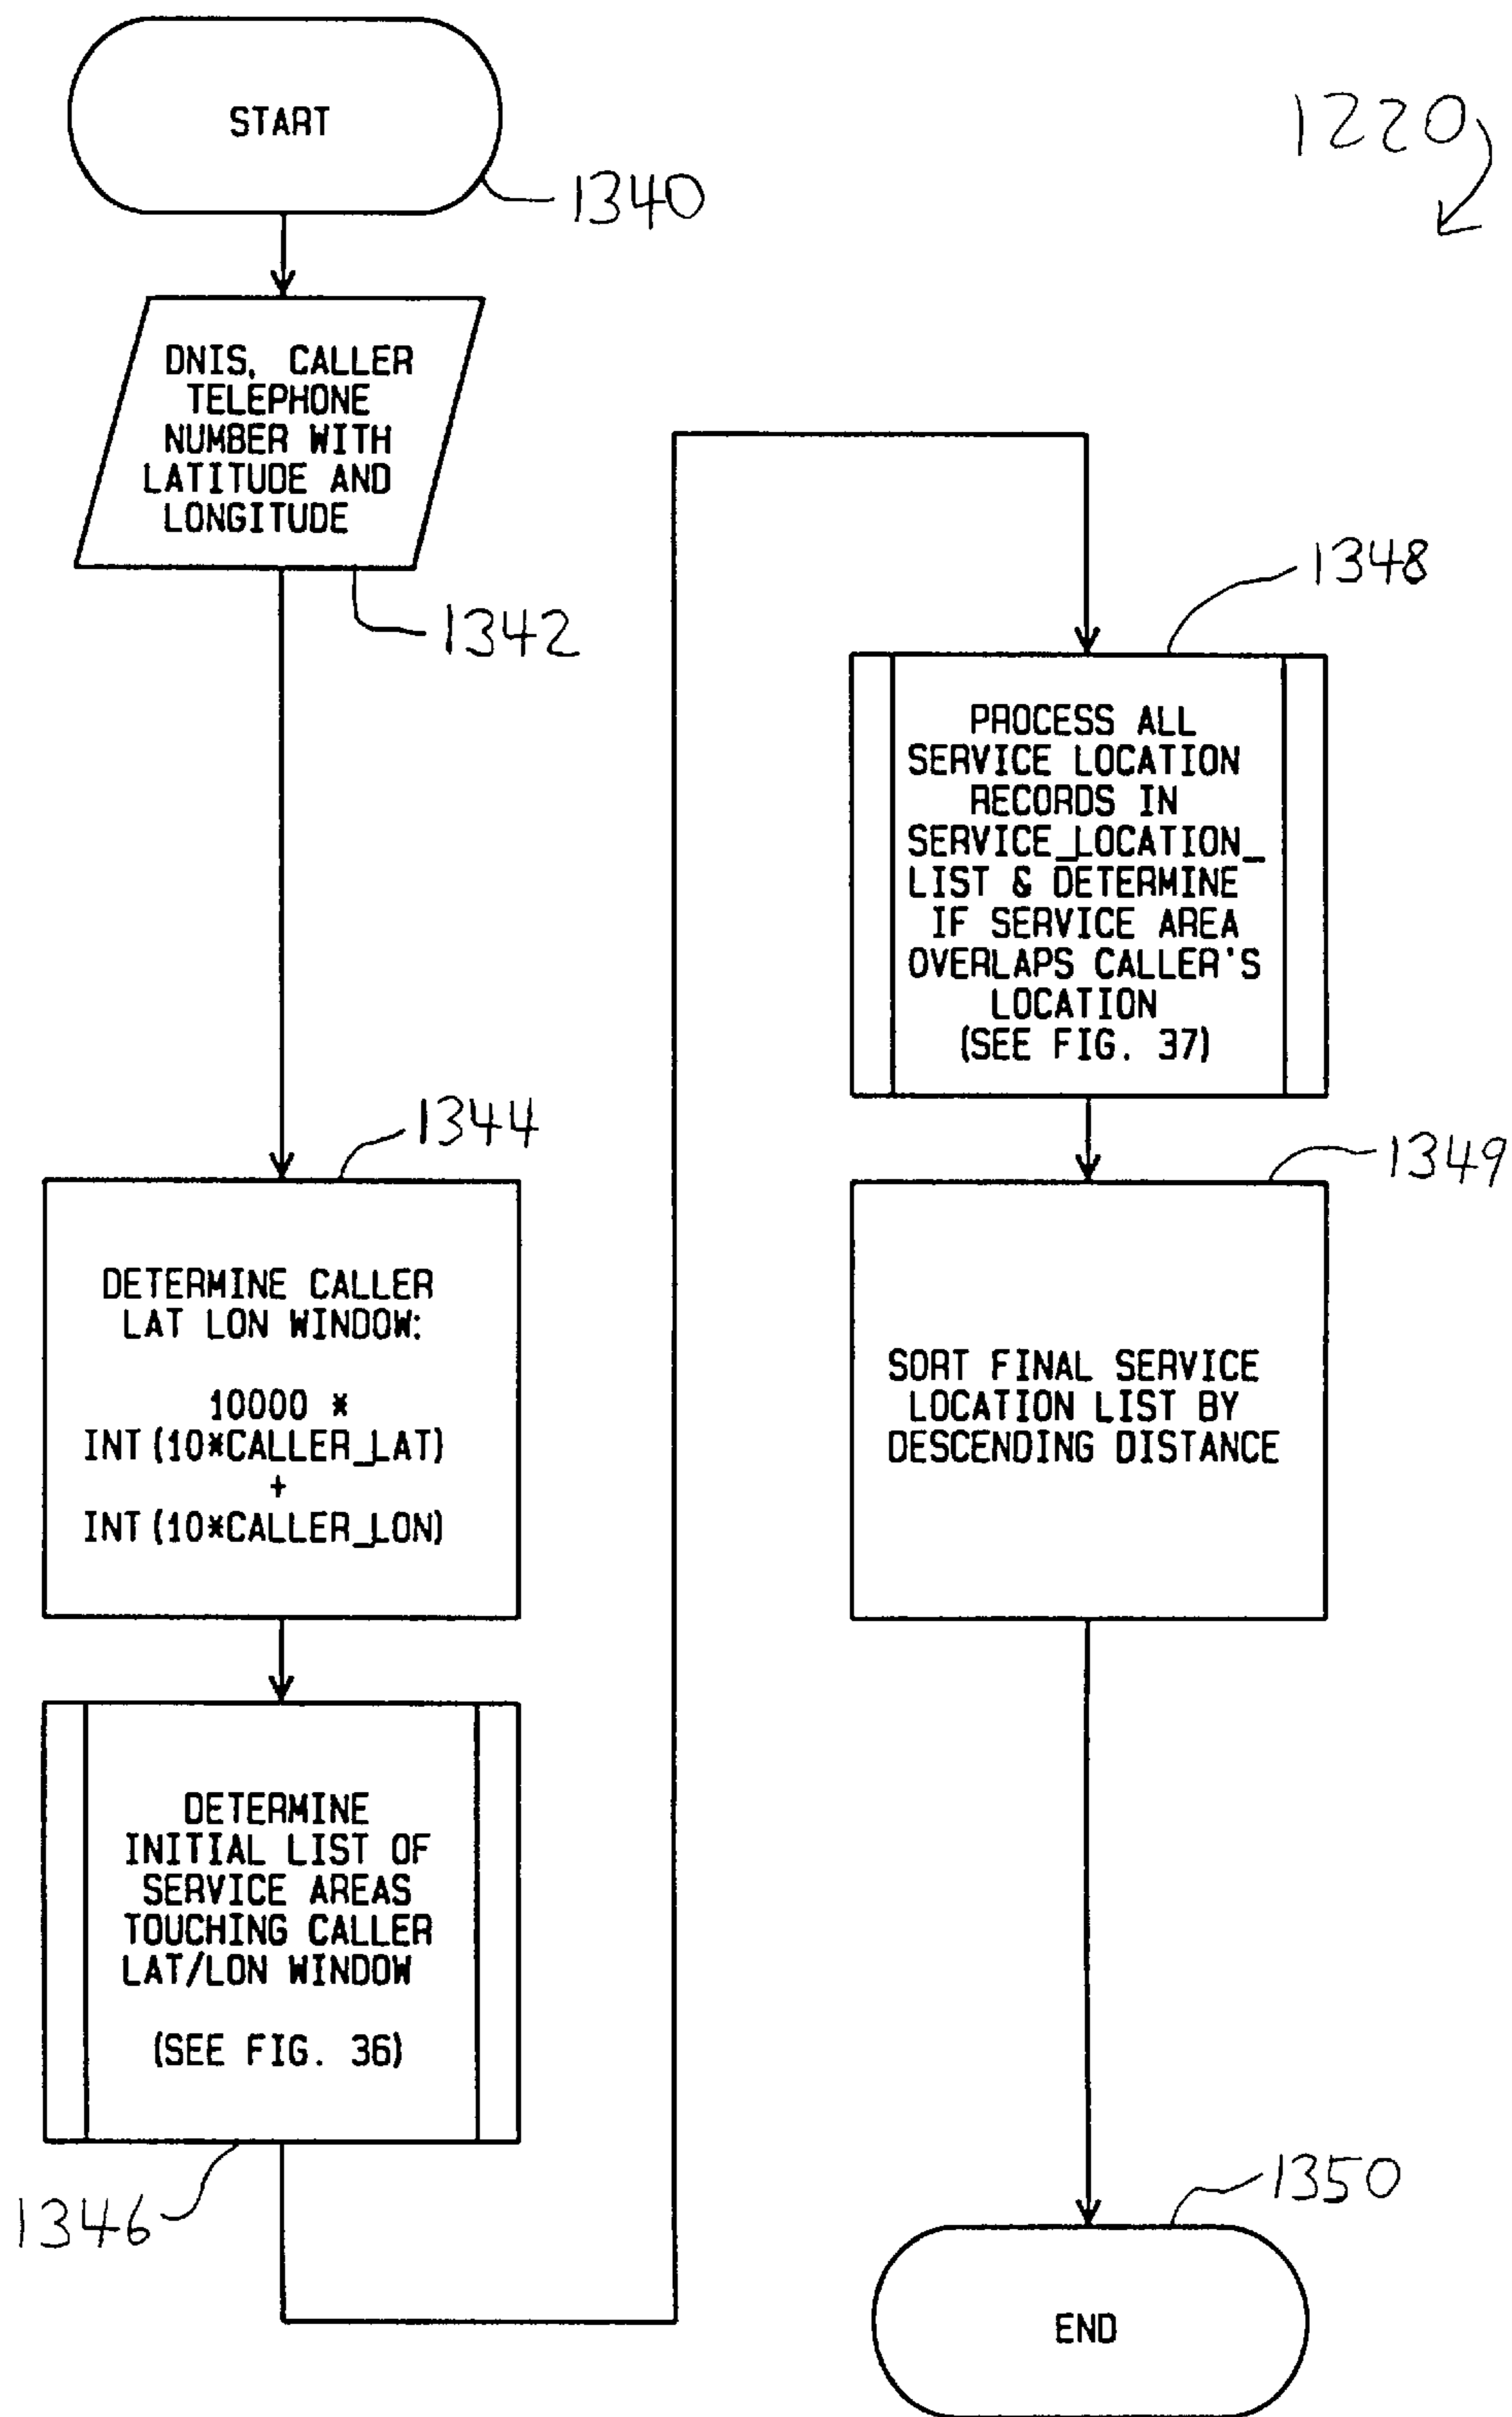 START
1340
1220
DNIS, CALLER
TELEPHONE
NUMBER WITH
LATITUDE AND
LONGITUDE
1342
1344
DETERMINE CALLER
LAT LON WINDOW:
10000 *
INT(10*CALLER_LAT)
+
INT(10*CALLER_LON)
DETERMINE
INITIAL LIST OF
SERVICE AREAS
TOUCHING CALLER
LAT/LON WINDOW
(SEE FIG. 36)
1346
1348
PROCESS ALL
SERVICE LOCATION
RECORDS IN
SERVICE_LOCATION_
LIST & DETERMINE
IF SERVICE AREA
OVERLAPS CALLER'S
LOCATION
(SEE FIG. 37)
1349
SORT FINAL SERVICE
LOCATION LIST BY
DESCENDING DISTANCE
1350
END